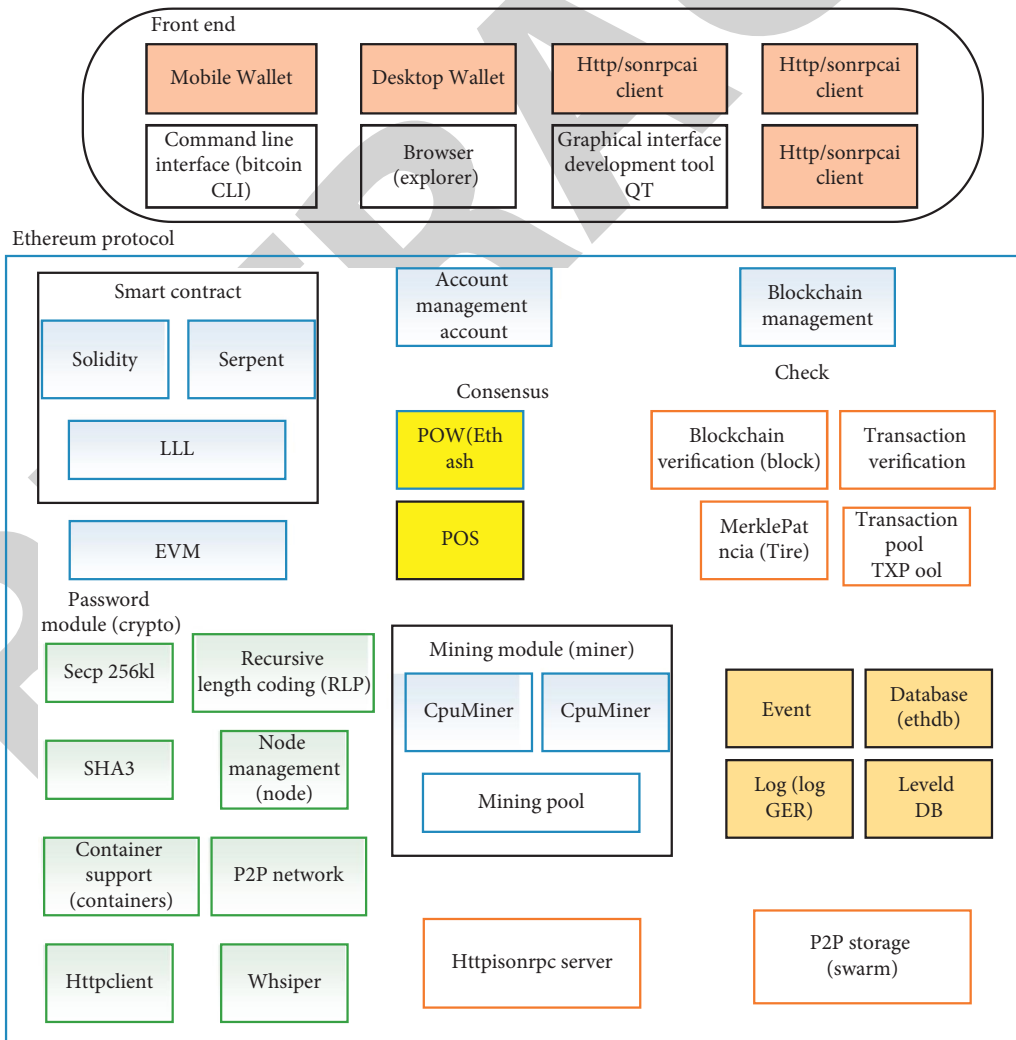 Front end
Mobile Wallet
Desktop Wallet
Http/sonrpcai
client
Http/sonrpcai
client
Command line
interface (bitcoin
CLI)
Browser
(explorer)
Graphical interface
development tool
QT
Http/sonrpcai
client
Ethereum protocol
Smart contract
Solidity
Serpent
LLL
EVM
Account
management
account
Blockchain
management
Consensus
POW(Eth
ash
POS
Check
Blockchain
verification (block)
Transaction
verification
MerklePat
ncia (Tire)
Transaction
pool
TXP ool
Password
module (crypto)
Secp 256kl
Recursive
length coding (RLP)
SHA3
Node
management
(node)
Container
support
(containers)
P2P network
Httpclient
Whsiper
Mining module (miner)
CpuMiner
CpuMiner
Mining pool
Event
Database
(ethdb)
Log (log
GER)
Leveld
DB
Httpisonrpc server
P2P storage
(swarm)